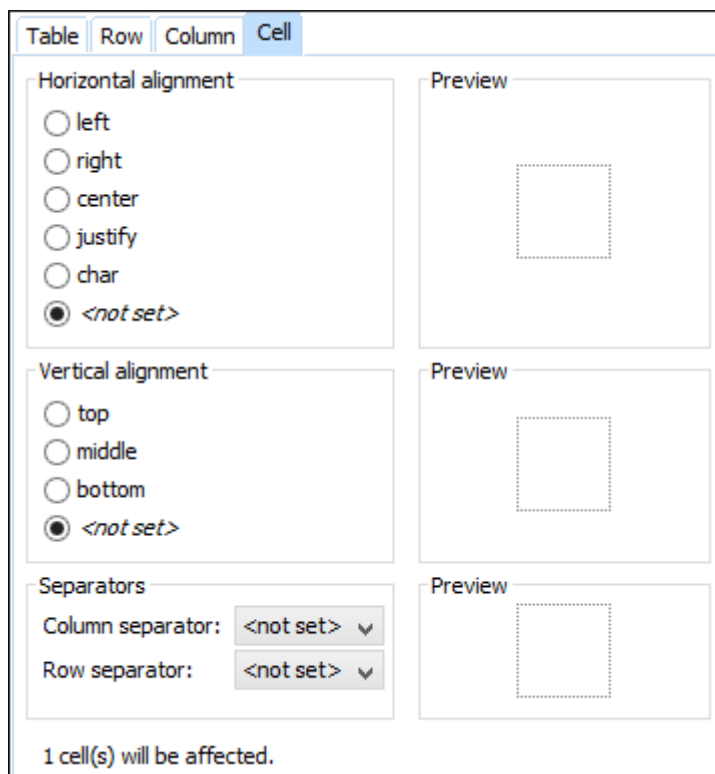 Table Row Column Cell
Horizontal alignment
left
right
center
justify
char
<not set>
Preview
Vertical alignment
top
middle
bottom
<not set>
Preview
Separators
Column separator: <not set>
Row separator: <not set>
Preview
1 cell(s) will be affected.